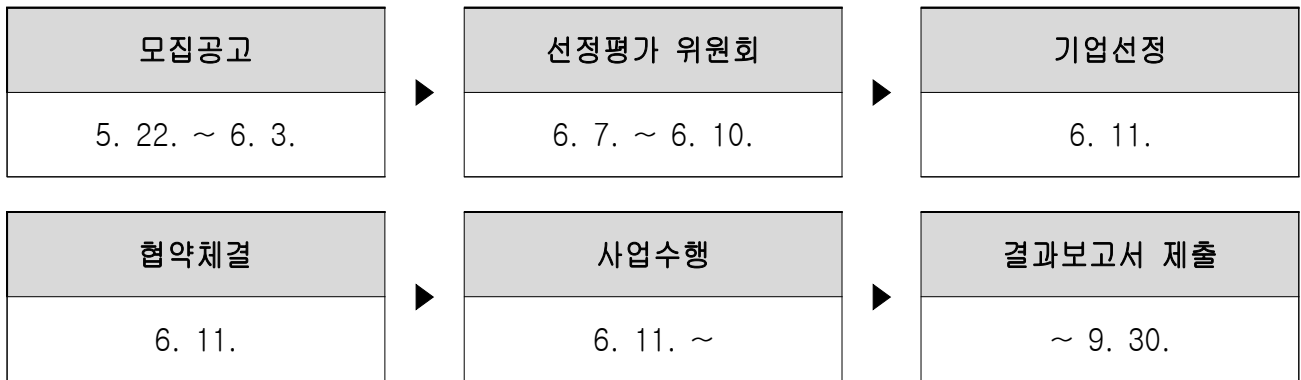 모집공고 ▶ 선정평가 위원회 ▶ 기업선정
5. 22. ~ 6. 3. 6. 7. ~ 6. 10. 6. 11.
협약체결 ▶ 사업수행 ▶ 결과보고서 제출
6. 11. 6. 11. ~ ~ 9. 30.